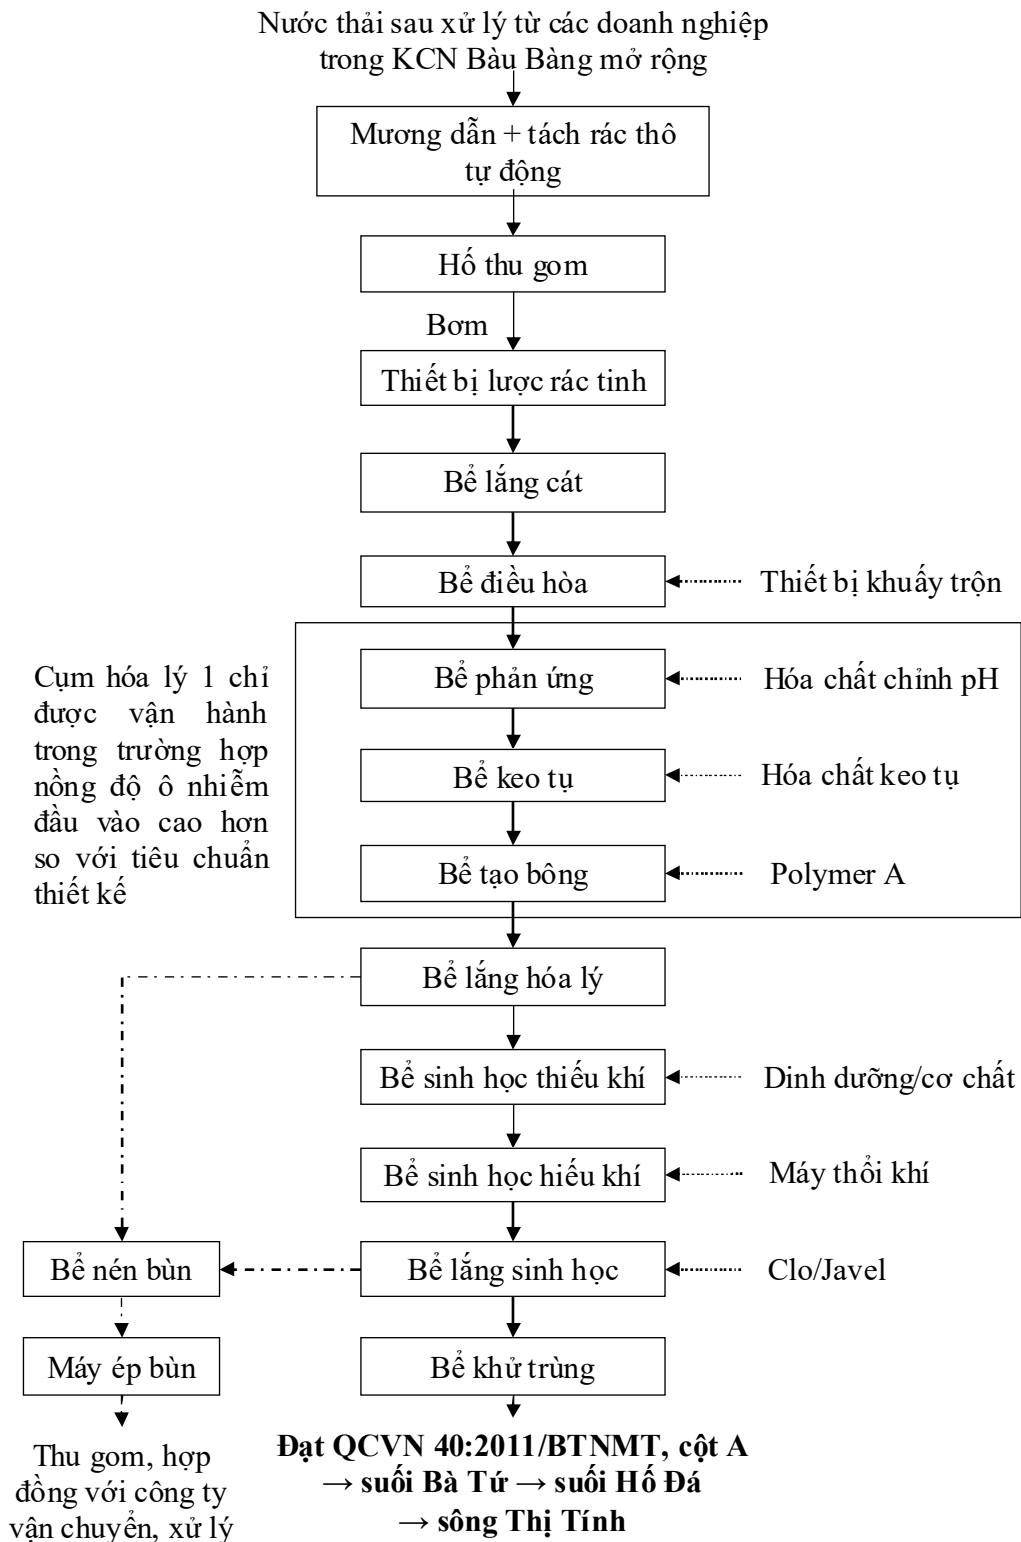 Nước thải sau xử lý từ các doanh nghiệp
trong KCN Bàu Bàng mở rộng
Mương dẫn + tách rác thô
tự động
Hố thu gom
Bơm
Thiết bị lược rác tinh
Bể lắng cát
Bể điều hòa
Thiết bị khuấy trộn
Cụm hóa lý 1 chỉ
được vận hành
trong trường hợp
nồng độ ô nhiễm
đầu vào cao hơn
so với tiêu chuẩn
thiết kế
Bể phản ứng
Hóa chất chỉnh pH
Bể keo tụ
Hóa chất keo tụ
Bể tạo bông
Polymer A
Bể lắng hóa lý
Bể sinh học thiếu khí
Dinh dưỡng/cơ chất
Bể sinh học hiếu khí
Máy thổi khí
Bể nén bùn
Bể lắng sinh học
Clo/Javel
Máy ép bùn
Bể khử trùng
Thu gom, hợp
đồng với công ty
vận chuyển, xử lý
Đạt QCVN 40:2011/BTNMT, cột A
→ suối Bà Tứ → suối Hố Đá
→ sông Thị Tính